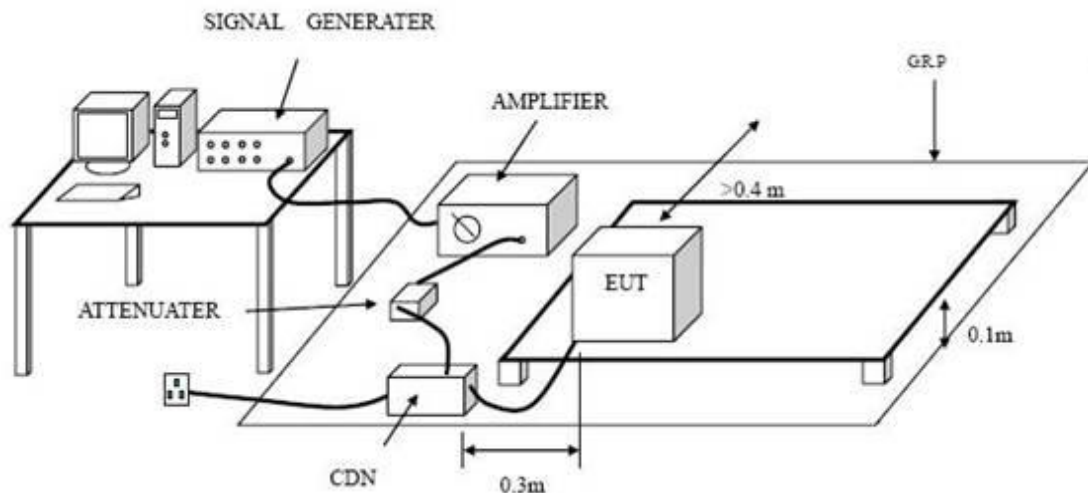 SIGNAL GENERATER
G.R.P
AMPLIFIER
>0.4 m
EUT
ATTENUATER
0.1m
CDN
0.3m